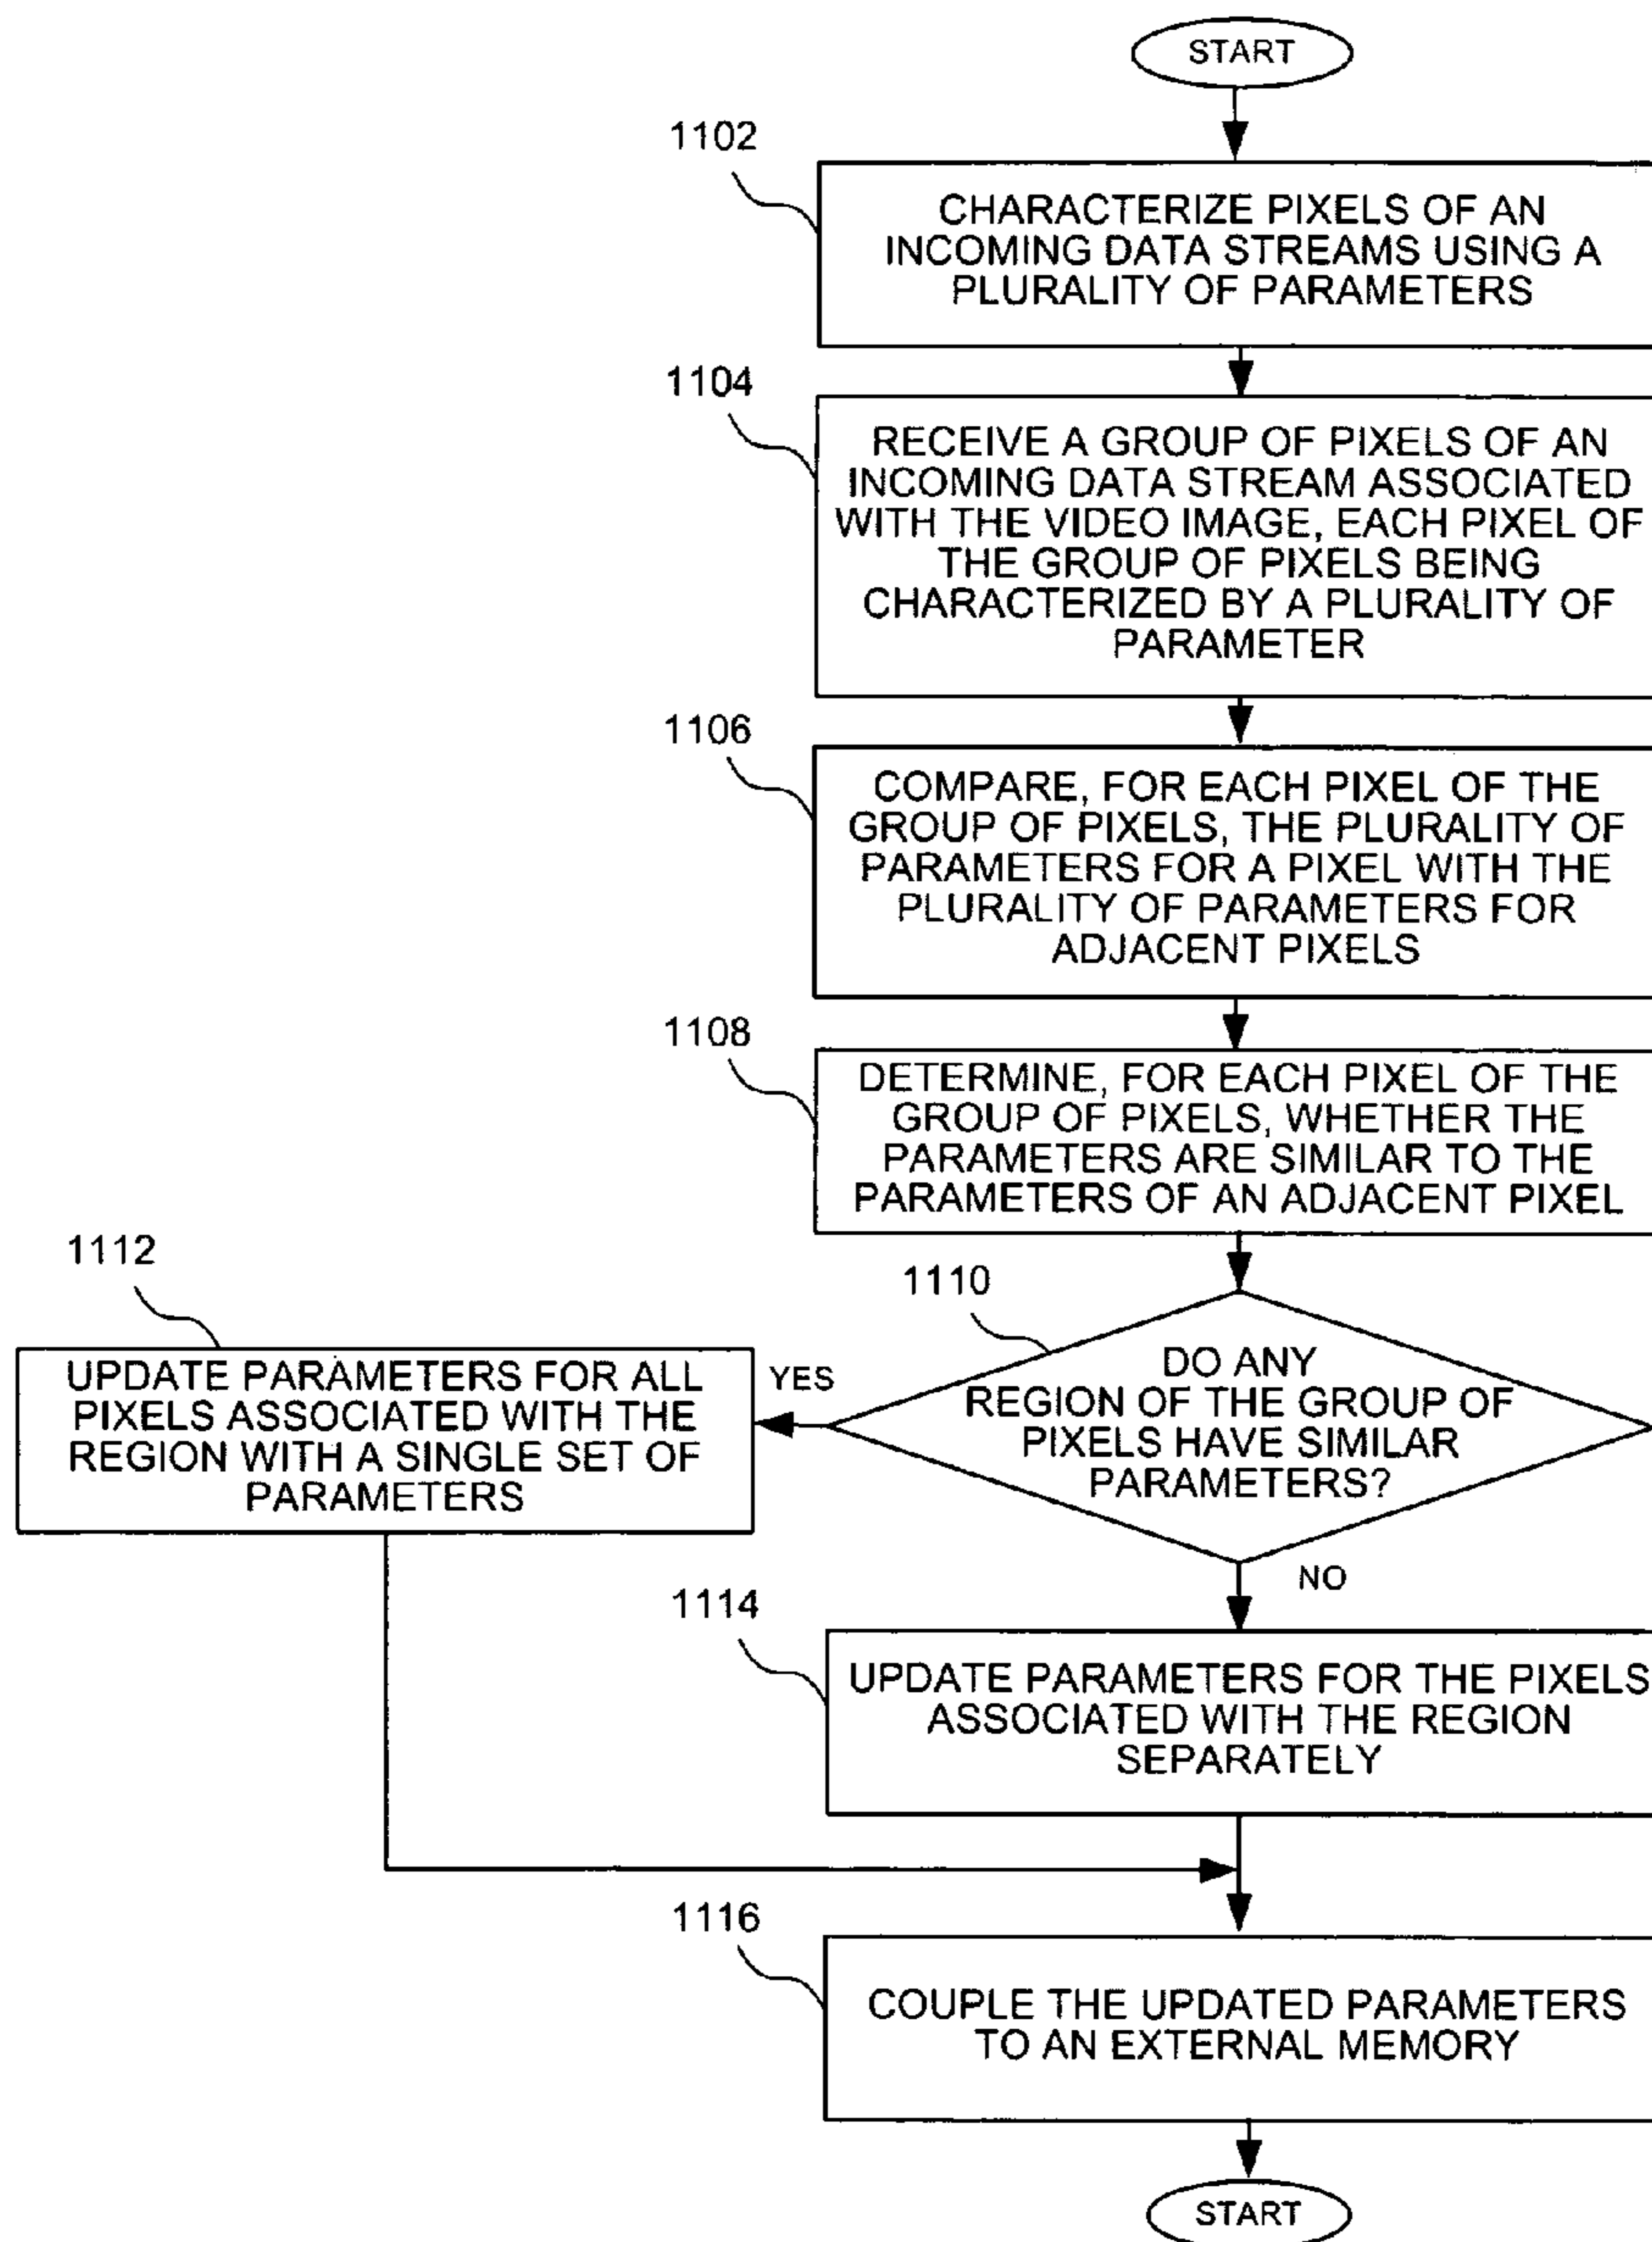 START
1102
CHARACTERIZE PIXELS OF AN
INCOMING DATA STREAMS USING A
PLURALITY OF PARAMETERS
1104
RECEIVE A GROUP OF PIXELS OF AN
INCOMING DATA STREAM ASSOCIATED
WITH THE VIDEO IMAGE, EACH PIXEL OF
THE GROUP OF PIXELS BEING
CHARACTERIZED BY A PLURALITY OF
PARAMETER
1106
COMPARE, FOR EACH PIXEL OF THE
GROUP OF PIXELS, THE PLURALITY OF
PARAMETERS FOR A PIXEL WITH THE
PLURALITY OF PARAMETERS FOR
ADJACENT PIXELS
1108
DETERMINE, FOR EACH PIXEL OF THE
GROUP OF PIXELS, WHETHER THE
PARAMETERS ARE SIMILAR TO THE
PARAMETERS OF AN ADJACENT PIXEL
1110
DO ANY
REGION OF THE GROUP OF
PIXELS HAVE SIMILAR
PARAMETERS?
YES
1112
UPDATE PARAMETERS FOR ALL
PIXELS ASSOCIATED WITH THE
REGION WITH A SINGLE SET OF
PARAMETERS
NO
1114
UPDATE PARAMETERS FOR THE PIXELS
ASSOCIATED WITH THE REGION
SEPARATELY
1116
COUPLE THE UPDATED PARAMETERS
TO AN EXTERNAL MEMORY
START